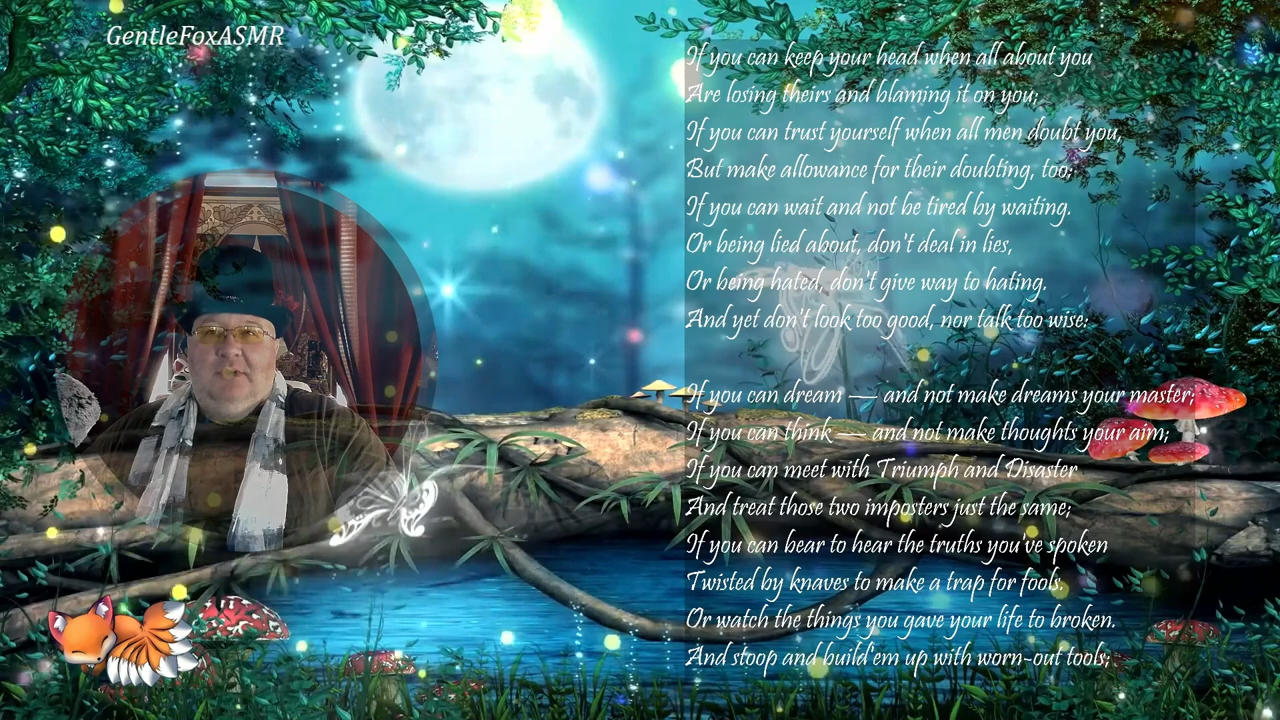 GentleFoxASMR
If you can keep your head when all about you
Are losing theirs and blaming it on you;
If you can trust yourself when all men doubt you,
But make allowance for their doubting, too;
If you can wait and not be tired by waiting.
Or being lied about, don't deal in lies,
Or being hated, don't give way to hating.
And yet don't look too good, nor talk too wise:
If you can dream — and not make dreams your master;
If you can think — and not make thoughts your aim;
If you can meet with Triumph and Disaster
And treat those two imposters just the same;
If you can bear to hear the truths you've spoken
Twisted by knaves to make a trap for fools.
Or watch the things you gave your life to broken.
And stoop and build'em up with worn-out tools;